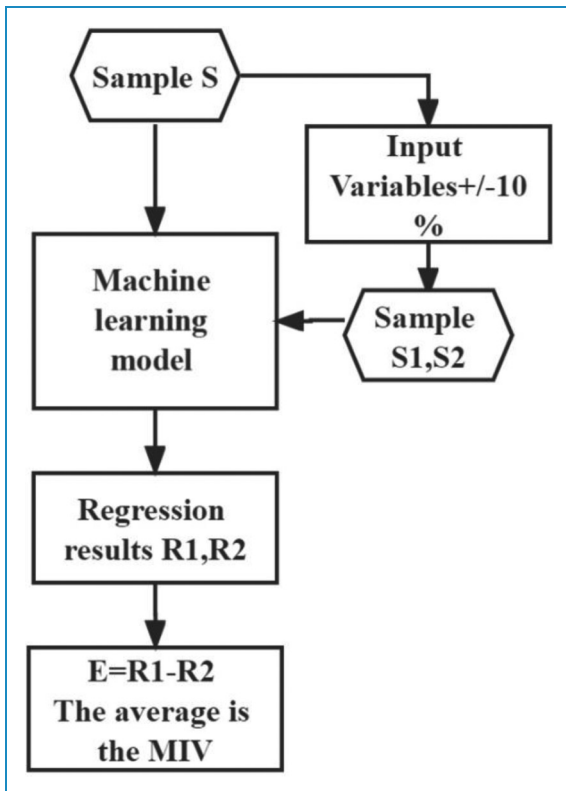 Sample S
Input
Variables+/-10
%
Machine
learning
model
Sample
S1,S2
Regression
results R1,R2
E=R1-R2
The average is
the MIV